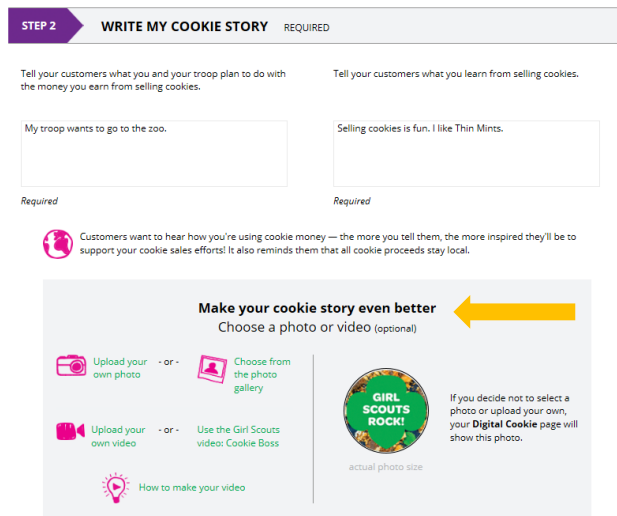 STEP 2
WRITE MY COOKIE STORY REQUIRED
Tell your customers what you and your troop plan to do with
the money you earn from selling cookies.
My troop wants to go to the zoo.
Required
Tell your customers what you learn from selling cookies.
Selling cookies is fun. I like Thin Mints.
Required
Customers want to hear how you're using cookie money — the more you tell them, the more inspired they'll be to
support your cookie sales efforts! It also reminds them that all cookie proceeds stay local.
Make your cookie story even better
Choose a photo or video (optional)
Upload your
own photo
- or -
Choose from
the photo
gallery
Upload your
own video
- or -
Use the Girl Scouts
video: Cookie Boss
How to make your video
GIRL
SCOUTS
ROCK!
actual photo size
If you decide not to select a
photo or upload your own,
your Digital Cookie page will
show this photo.